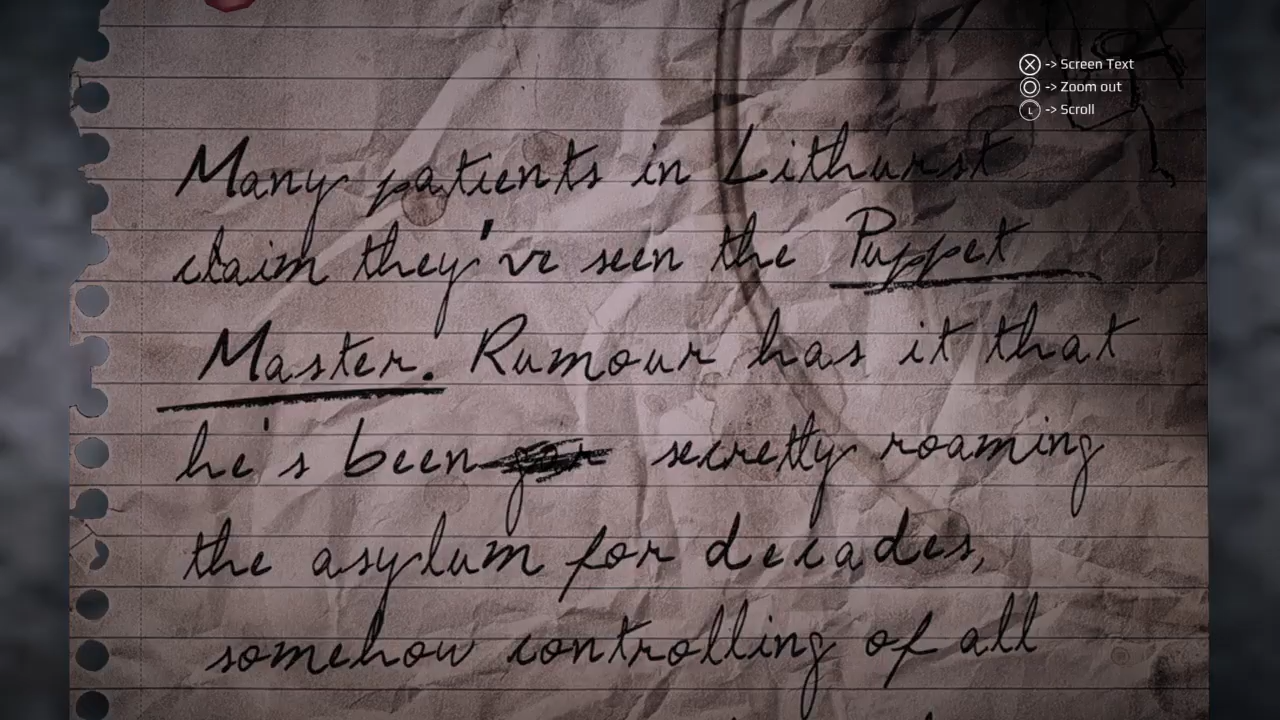 -> Screen Text
-> Zoom out
L -> Scroll
Many patients in Lithurst
claim they've seen the Puppet
Master. Rumour has it that
he's been secretly roaming
the asylum for decades,
somehow controlling of all